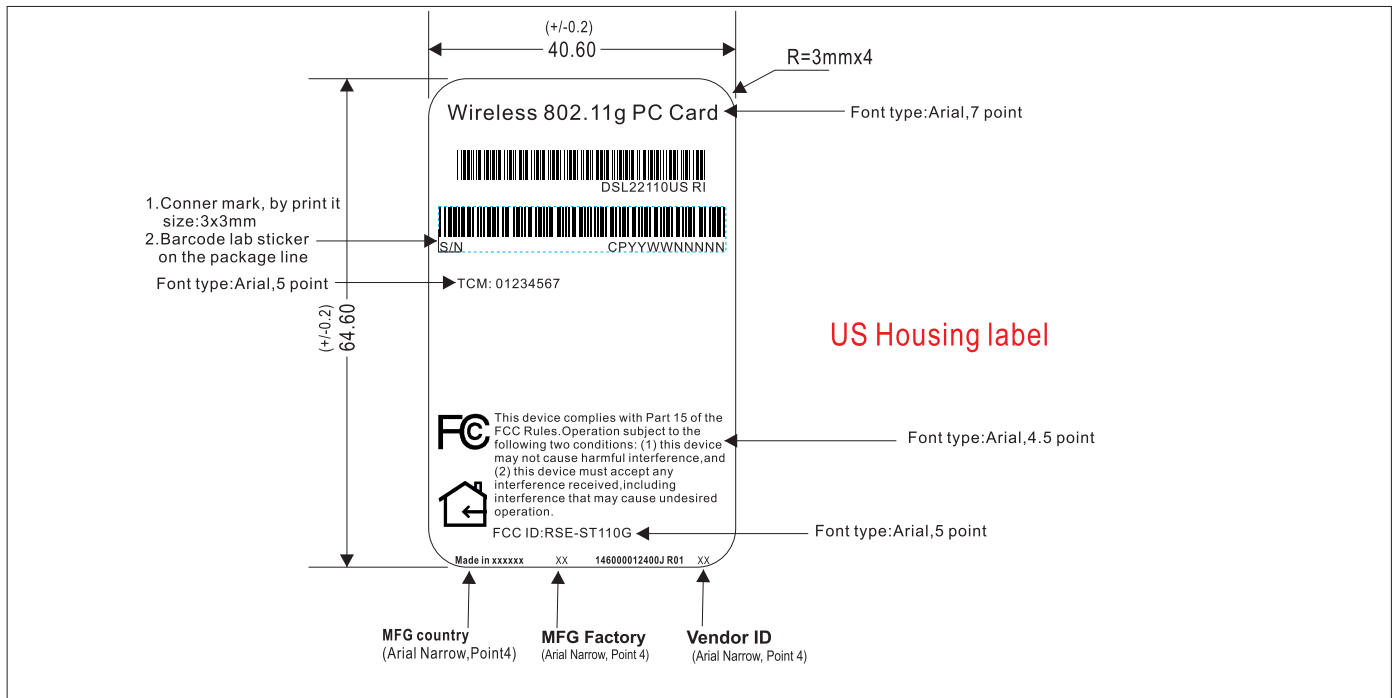 (+/-0.2)
40.60
R=3mmx4
Wireless 802.11g PC Card
Font type:Arial,7 point
DSL22110US RI
1.Conner mark, by print it
size:3x3mm
2.Barcode lab sticker
on the package line
S/N CPYYWWNNNNN
Font type:Arial,5 point
TCM: 01234567
(+/-0.2)
64.60
US Housing label
FC
This device complies with Part 15 of the
FCC Rules.Operation subject to the
following two conditions: (1) this device
may not cause harmful interference,and
(2) this device must accept any
interference received,including
interference that may cause undesired
operation.
Font type:Arial,4.5 point
FCC ID:RSE-ST110G
Font type:Arial,5 point
Made in xxxxxx XX 146000012400J R01 XX
MFG country
(Arial Narrow,Point4)
MFG Factory
(Arial Narrow, Point 4)
Vendor ID
(Arial Narrow, Point 4)